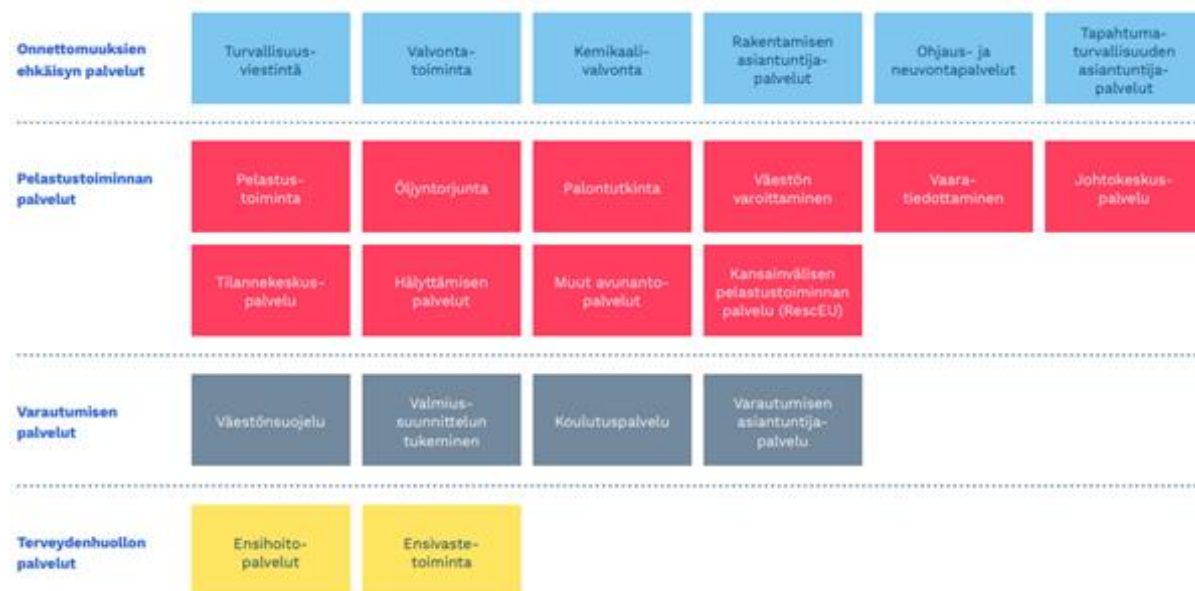 Onnettomuuksien
ehkäisyn palvelut
Turvallisuus-
viestintä
Valvonta-
toiminta
Kemikaali-
valvonta
Rakentamisen
asiantuntija-
palvelut
Ohjaus- ja
neuvontapalvelut
Tapahtuma-
turvallisuuden
asiantuntija-
palvelut
Pelastustoiminnan
palvelut
Pelastus-
toiminta
Öljyntorjunta
Palontutkinta
Väestön
varoittaminen
Vaara-
tiedottaminen
Johtokeskus-
palvelu
Tilannekeskus-
palvelu
Hälyttämisen
palvelut
Muut avunanto-
palvelut
Kansainvälisen
pelastustoiminnan
palvelu (RescEU)
Varautumisen
palvelut
Väestönsuojelu
Valmius-
suunnittelun
tukeminen
Koulutuspalvelu
Varautumisen
asiantuntija-
palvelu
Terveydenhuollon
palvelut
Ensihoito-
palvelut
Ensivaste-
toiminta